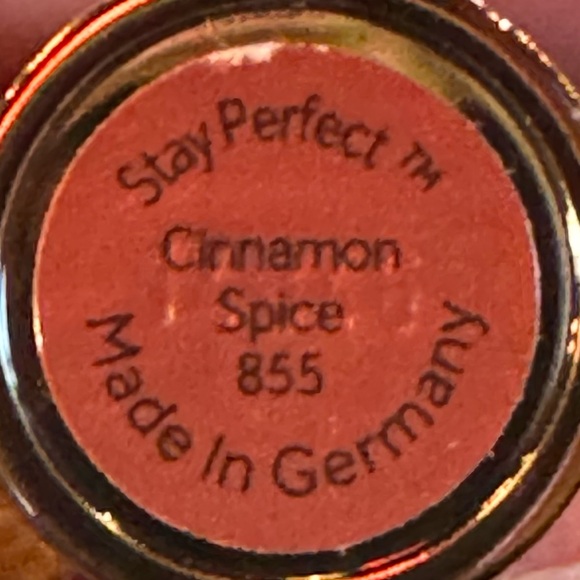 Stay Perfect ™
Cinnamon
Spice
855
Made In Germany